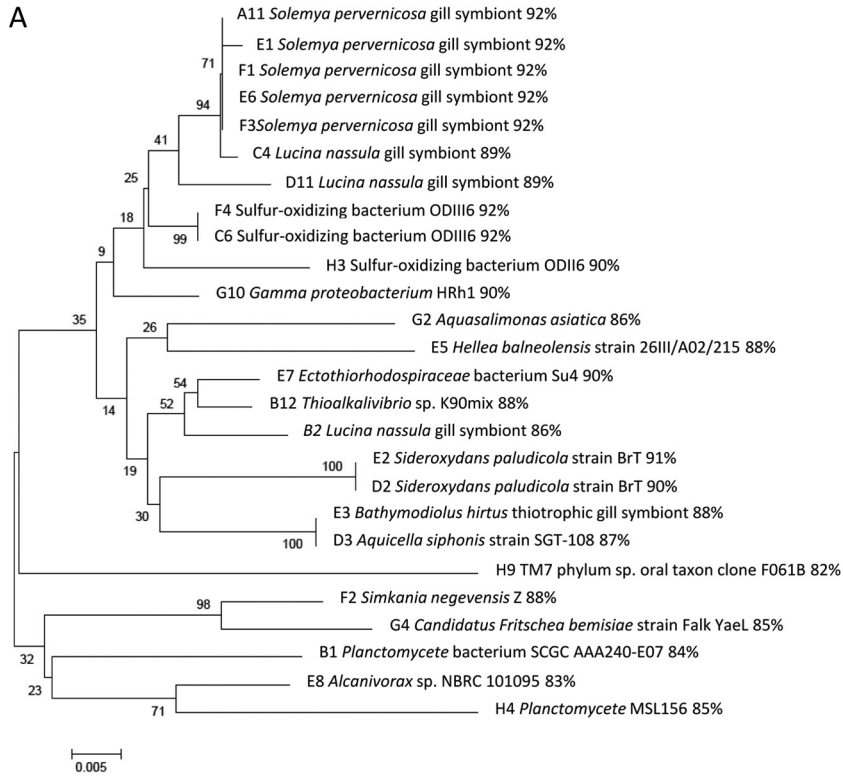 A
A11 Solemya pervernicosa gill symbiont 92%
E1 Solemya pervernicosa gill symbiont 92%
71
F1 Solemya pervernicosa gill symbiont 92%
E6 Solemya pervernicosa gill symbiont 92%
94
F3Solemya pervernicosa gill symbiont 92%
41
C4 Lucina nassula gill symbiont 89%
25
D11 Lucina nassula gill symbiont 89%
F4 Sulfur-oxidizing bacterium ODIII6 92%
18
99
C6 Sulfur-oxidizing bacterium ODIII6 92%
9
H3 Sulfur-oxidizing bacterium ODII6 90%
G10 Gamma proteobacterium HRh1 90%
35
26
G2 Aquasalimonas asiatica 86%
E5 Hellea balneolensis strain 26III/A02/215 88%
54
E7 Ectothiorhodospiraceae bacterium Su4 90%
14
52
B12 Thioalkalivibrio sp. K90mix 88%
B2 Lucina nassula gill symbiont 86%
19
100
E2 Sideroxydans paludicola strain BrT 91%
D2 Sideroxydans paludicola strain BrT 90%
30
E3 Bathymodiolus hirtus thiotrophic gill symbiont 88%
100
D3 Aquicella siphonis strain SGT-108 87%
H9 TM7 phylum sp. oral taxon clone F061B 82%
98
F2 Simkania negevensis Z 88%
G4 Candidatus Fritschea bemisiae strain Falk YaeL 85%
32
B1 Planctomycete bacterium SCGC AAA240-E07 84%
23
E8 Alcanivorax sp. NBRC 101095 83%
71
H4 Planctomycete MSL156 85%
0.005